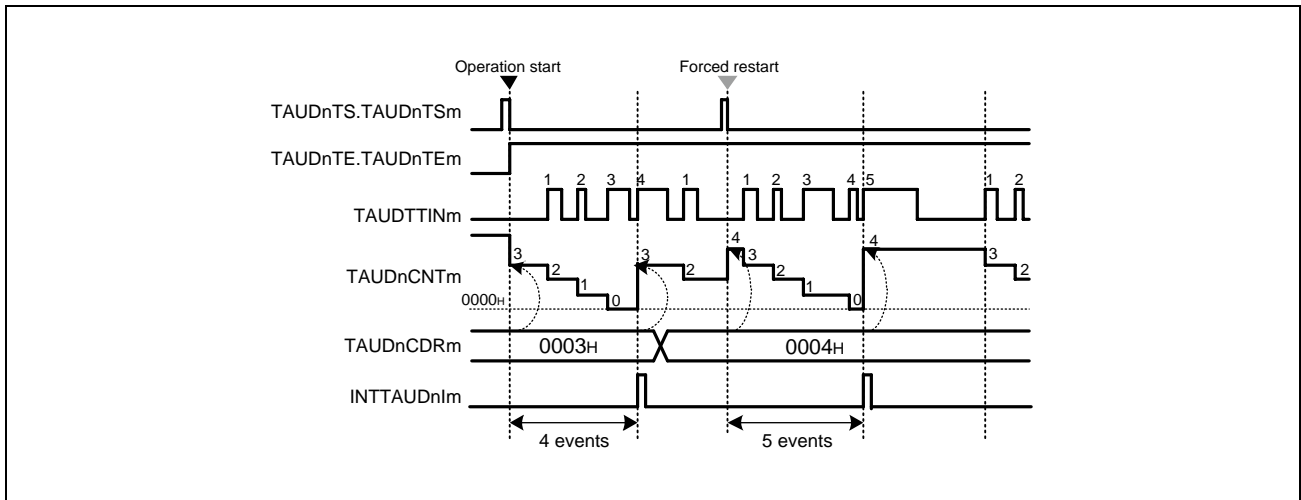 Operation start Forced restart
TAUDnTS.TAUDnTSm
TAUDnTE.TAUDnTEm
1 2 3 4 1 1 2 3 4 5 1 2
TAUDTTINm
TAUDnCNTm
3 2 1 0 3 2 4 3 2 1 0 4 3 2
0000H
TAUDnCDRm
0003H 0004H
INTTAUDnIm
4 events 5 events